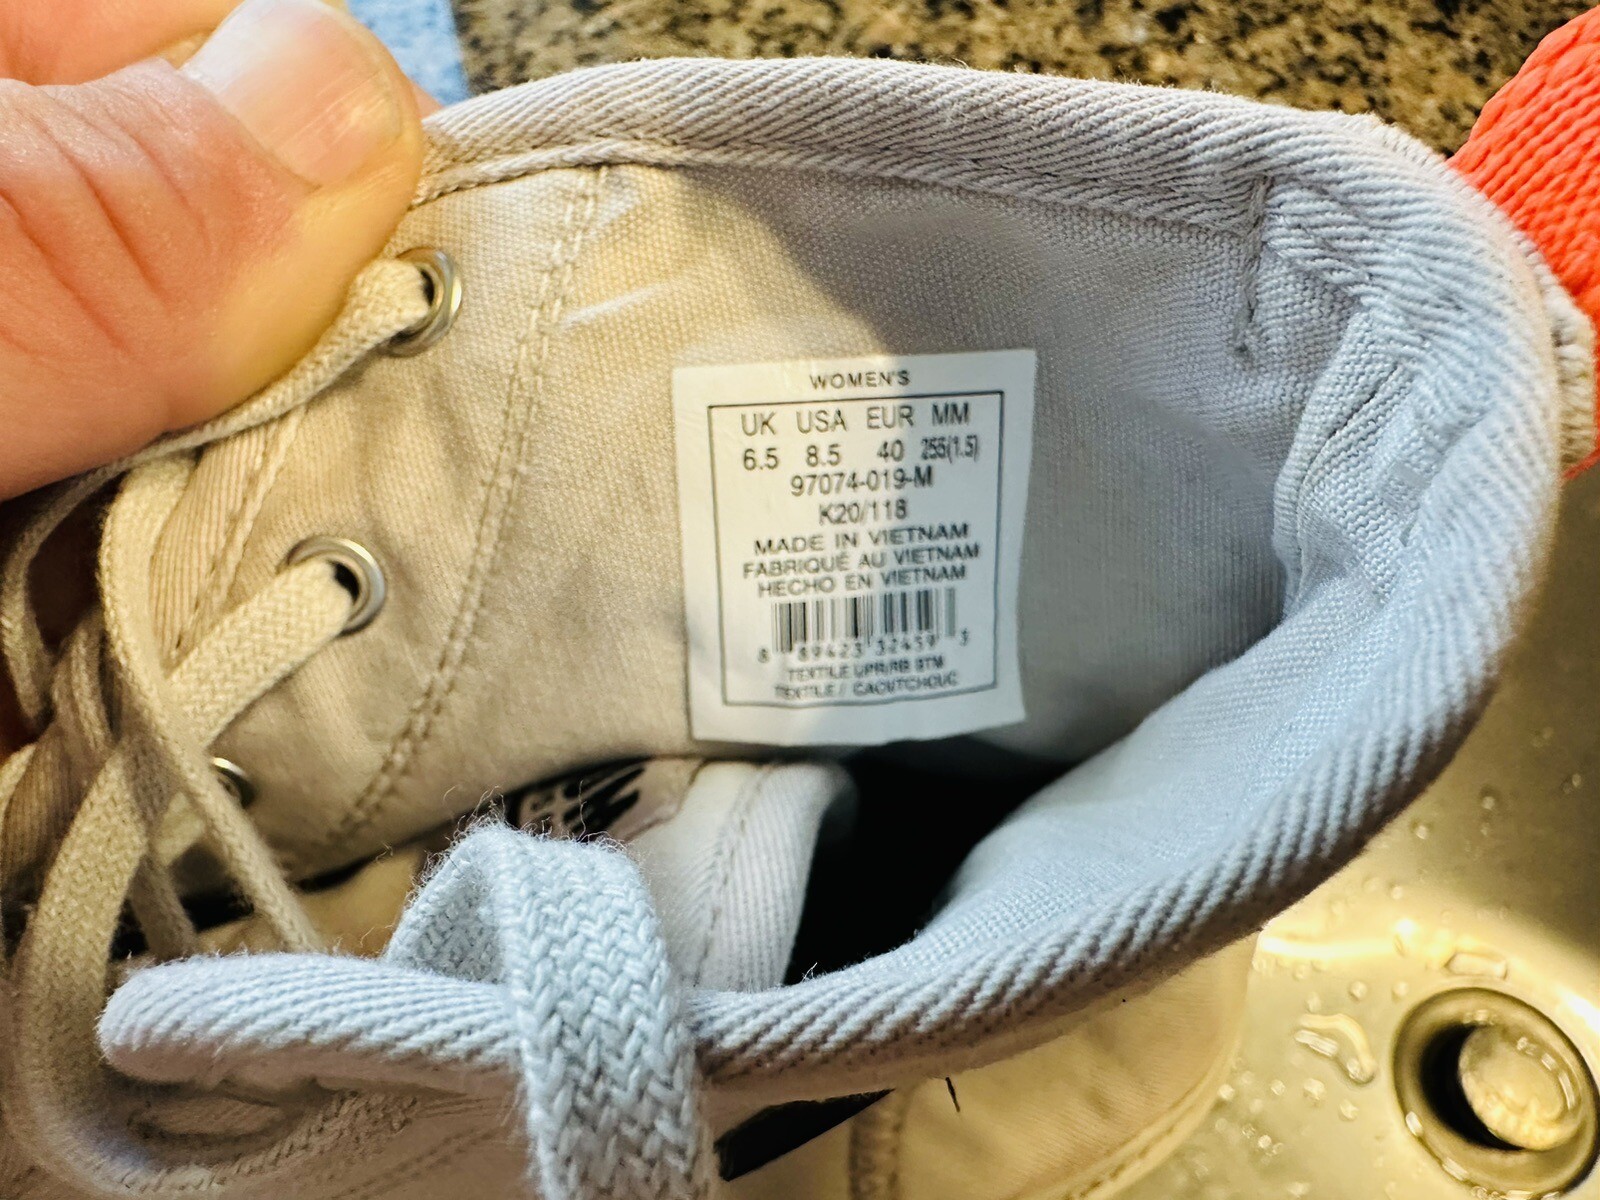 WOMEN'S
UK USA EUR MM
6.5 8.5 40 255(1.5)
97074-019-M
K20/118
MADE IN VIETNAM
FABRIQUÉ AU VIETNAM
HECHO EN VIETNAM
8 89423 32459 3
TEXTILE UPR/RB BTM
TEXTILE / CAOUTCHOUC